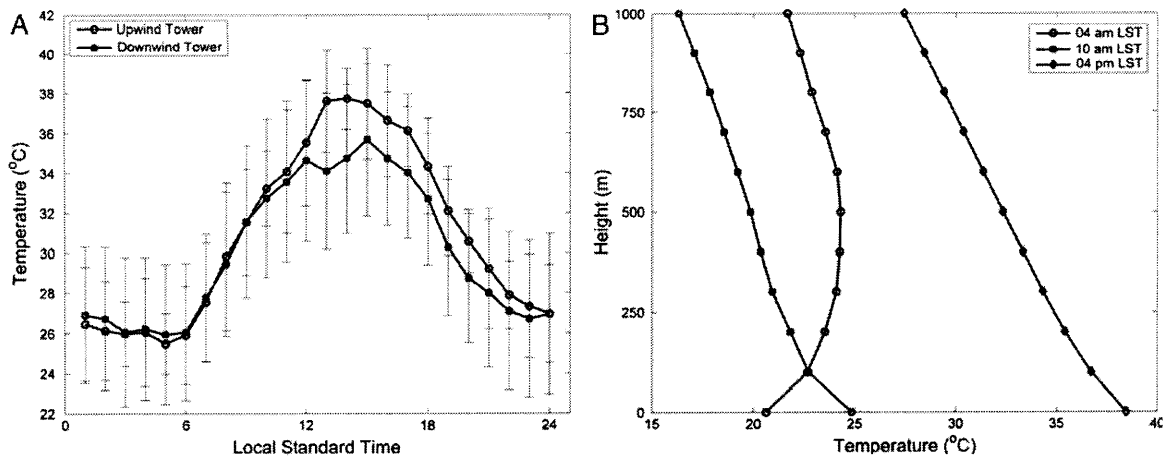 A
Upwind Tower
Downwind Tower
42
40
38
36
34
32
30
28
26
24
22
Temperature (°C)
0
6
12
18
24
Local Standard Time
B
04 am LST
10 am LST
04 pm LST
1000
750
500
250
0
Height (m)
15
20
25
30
35
40
Temperature (°C)